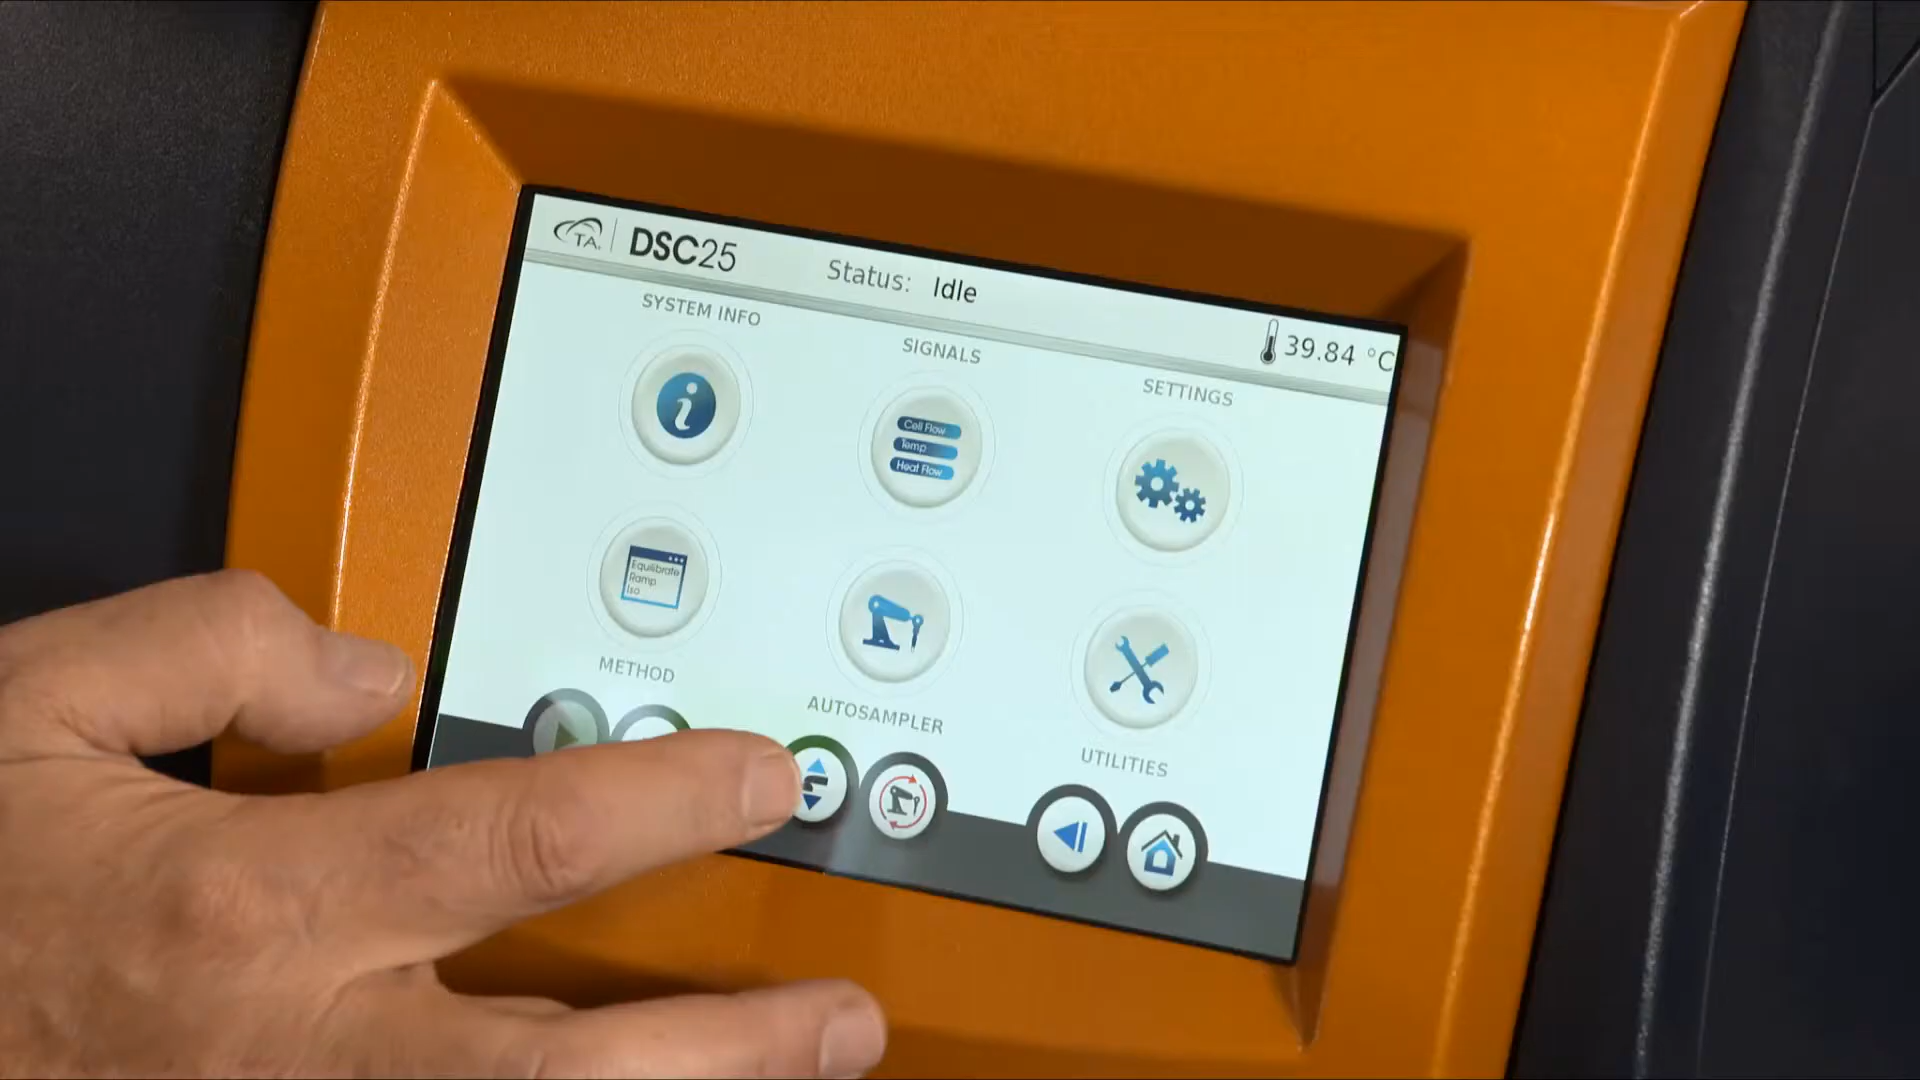 TA
DSC25
Status: Idle
39.84 °C
SYSTEM INFO
SIGNALS
SETTINGS
Cell Flow
Temp
Heat Flow
Equilibrate
Ramp
Iso
METHOD
AUTOSAMPLER
UTILITIES